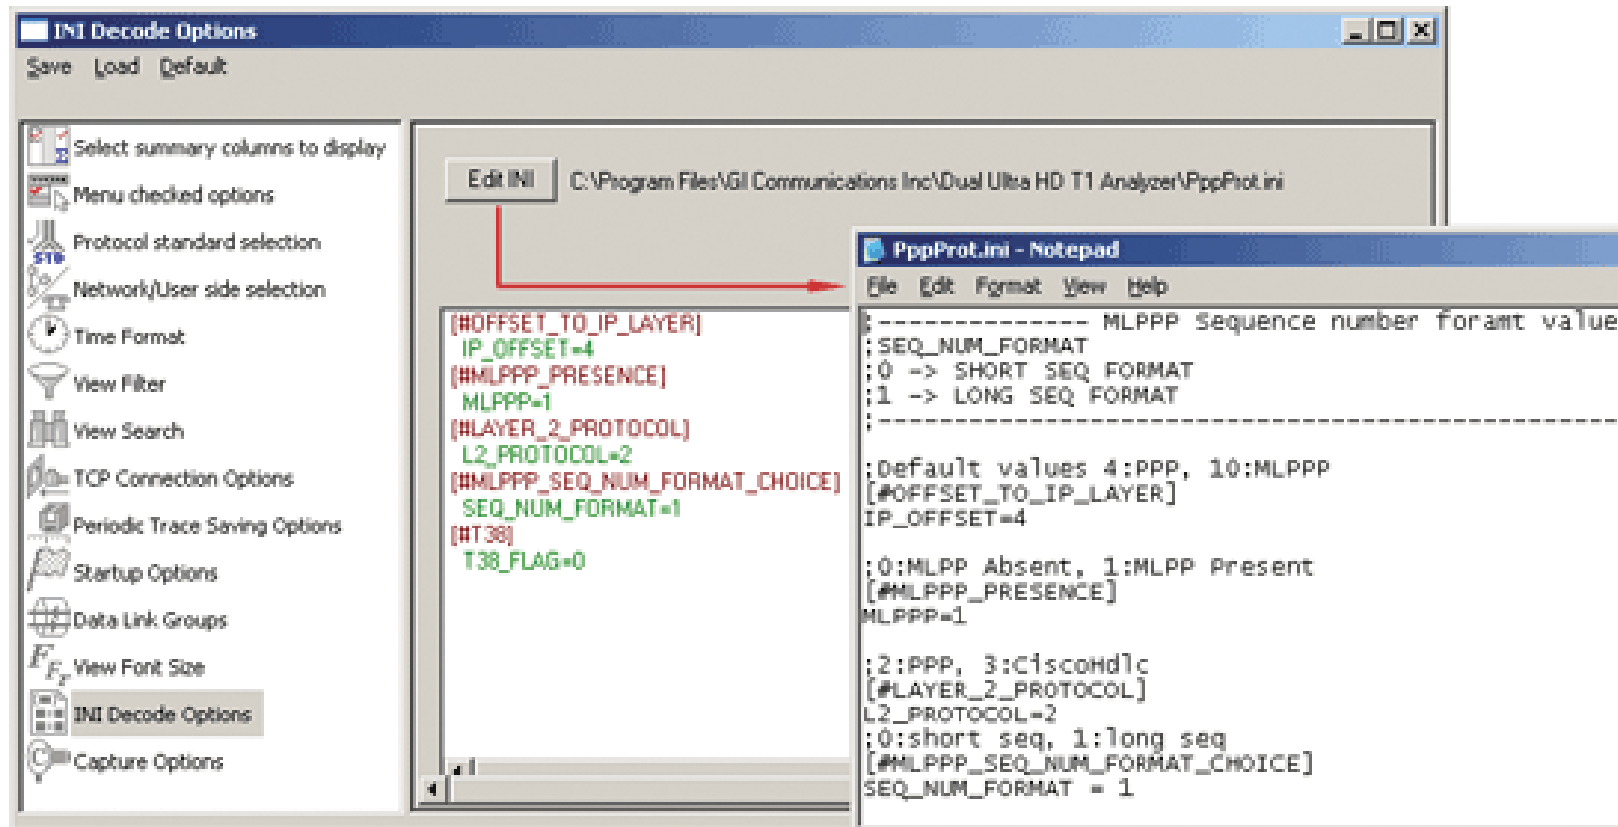 INI Decode Options
Save Load Default
Select summary columns to display
Menu checked options
Protocol standard selection
Network/User side selection
Time Format
View Filter
View Search
TCP Connection Options
Periodic Trace Saving Options
Startup Options
Data Link Groups
View Font Size
INI Decode Options
Capture Options
Edit INI C:\Program Files\Gl Communications Inc\Dual Ultra HD T1 Analyzer\PppProt.ini
[#OFFSET_TO_IP_LAYER]
IP_OFFSET=4
[#MLPPP_PRESENCE]
MLPPP=1
[#LAYER_2_PROTOCOL]
L2_PROTOCOL=2
[#MLPPP_SEQ_NUM_FORMAT_CHOICE]
SEQ_NUM_FORMAT=1
[#T38]
T38_FLAG=0
PppProt.ini - Notepad
File Edit Format View Help
;-------------- MLPPP Sequence number foramt value
;SEQ_NUM_FORMAT
;0 -> SHORT SEQ FORMAT
;1 -> LONG SEQ FORMAT
;------------------------------------------------
;Default values 4:PPP, 10:MLPPP
[#OFFSET_TO_IP_LAYER]
IP_OFFSET=4
;0:MLPP Absent, 1:MLPP Present
[#MLPPP_PRESENCE]
MLPPP=1
;2:PPP, 3:CiscoHdlc
[#LAYER_2_PROTOCOL]
L2_PROTOCOL=2
;0:short seq, 1:long seq
[#MLPPP_SEQ_NUM_FORMAT_CHOICE]
SEQ_NUM_FORMAT = 1